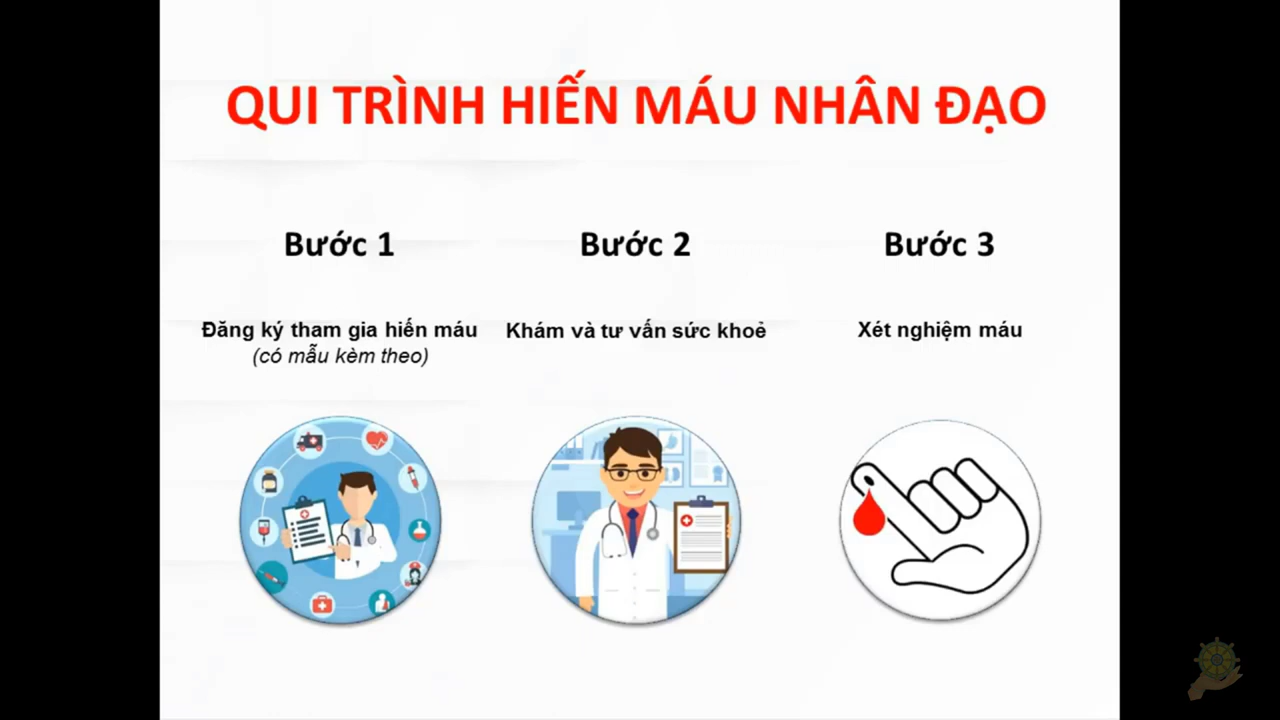 QUI TRÌNH HIẾN MÁU NHÂN ĐẠO
Bước 1
Đăng ký tham gia hiến máu
(có mẫu kèm theo)
Bước 2
Khám và tư vấn sức khoẻ
Bước 3
Xét nghiệm máu